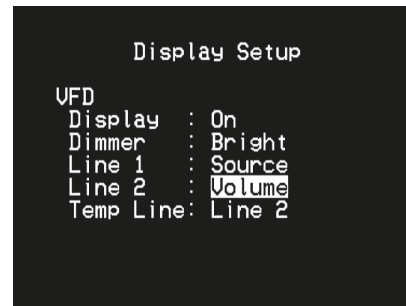 Display Setup
VFD
Display : On
Dimmer : Bright
Line 1 : Source
Line 2 : Volume
Temp Line: Line 2